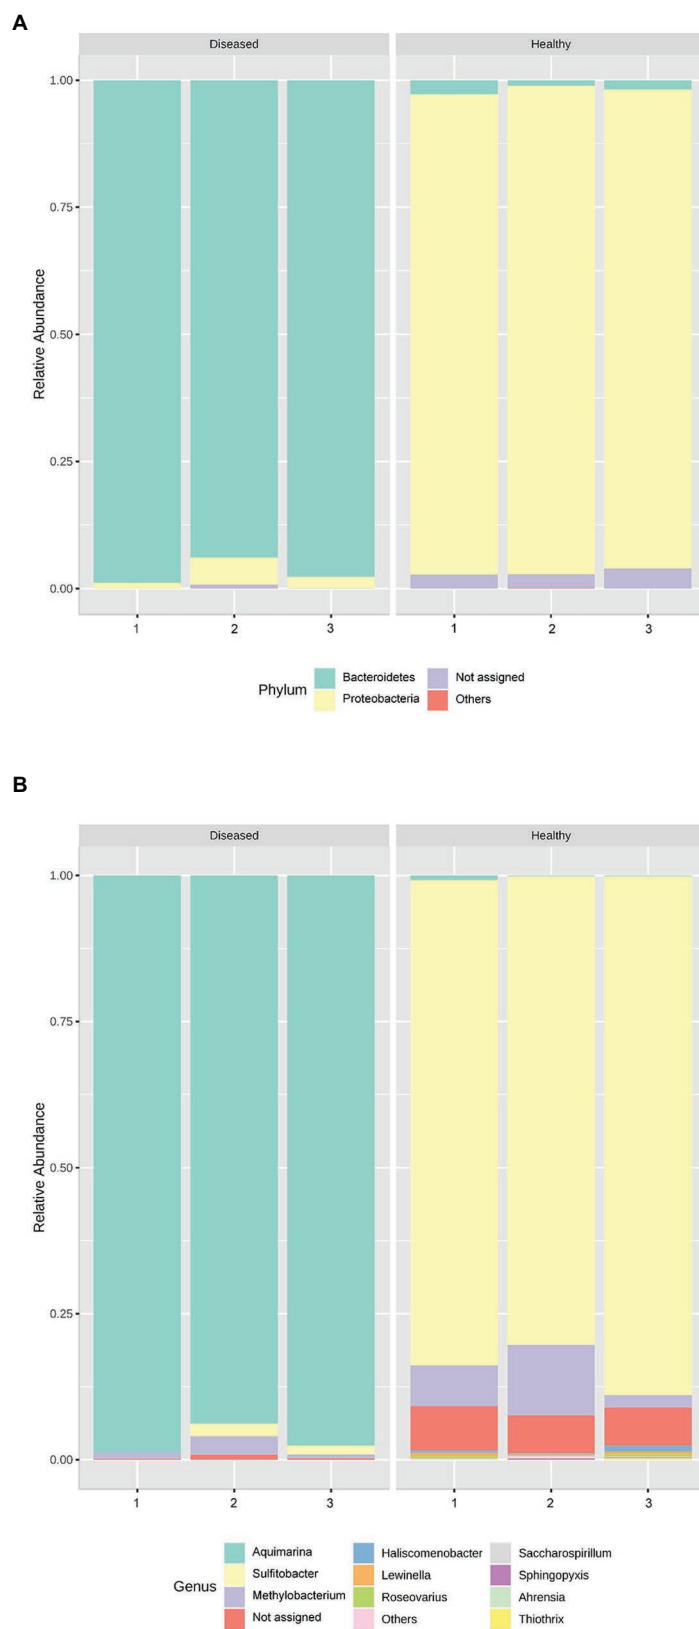 A
Diseased Healthy
1.00
0.75
0.50
0.25
0.00
Relative Abundance
1 2 3 1 2 3
Phylum
Bacteroidetes Not assigned
Proteobacteria Others
B
Diseased Healthy
1.00
0.75
0.50
0.25
0.00
Relative Abundance
1 2 3 1 2 3
Genus
Aquimarina Haliscomenobacter Saccharospirillum
Sulfitobacter Lewinella Sphingopyxis
Methylobacterium Roseovarius Ahrensia
Not assigned Others Thiothrix